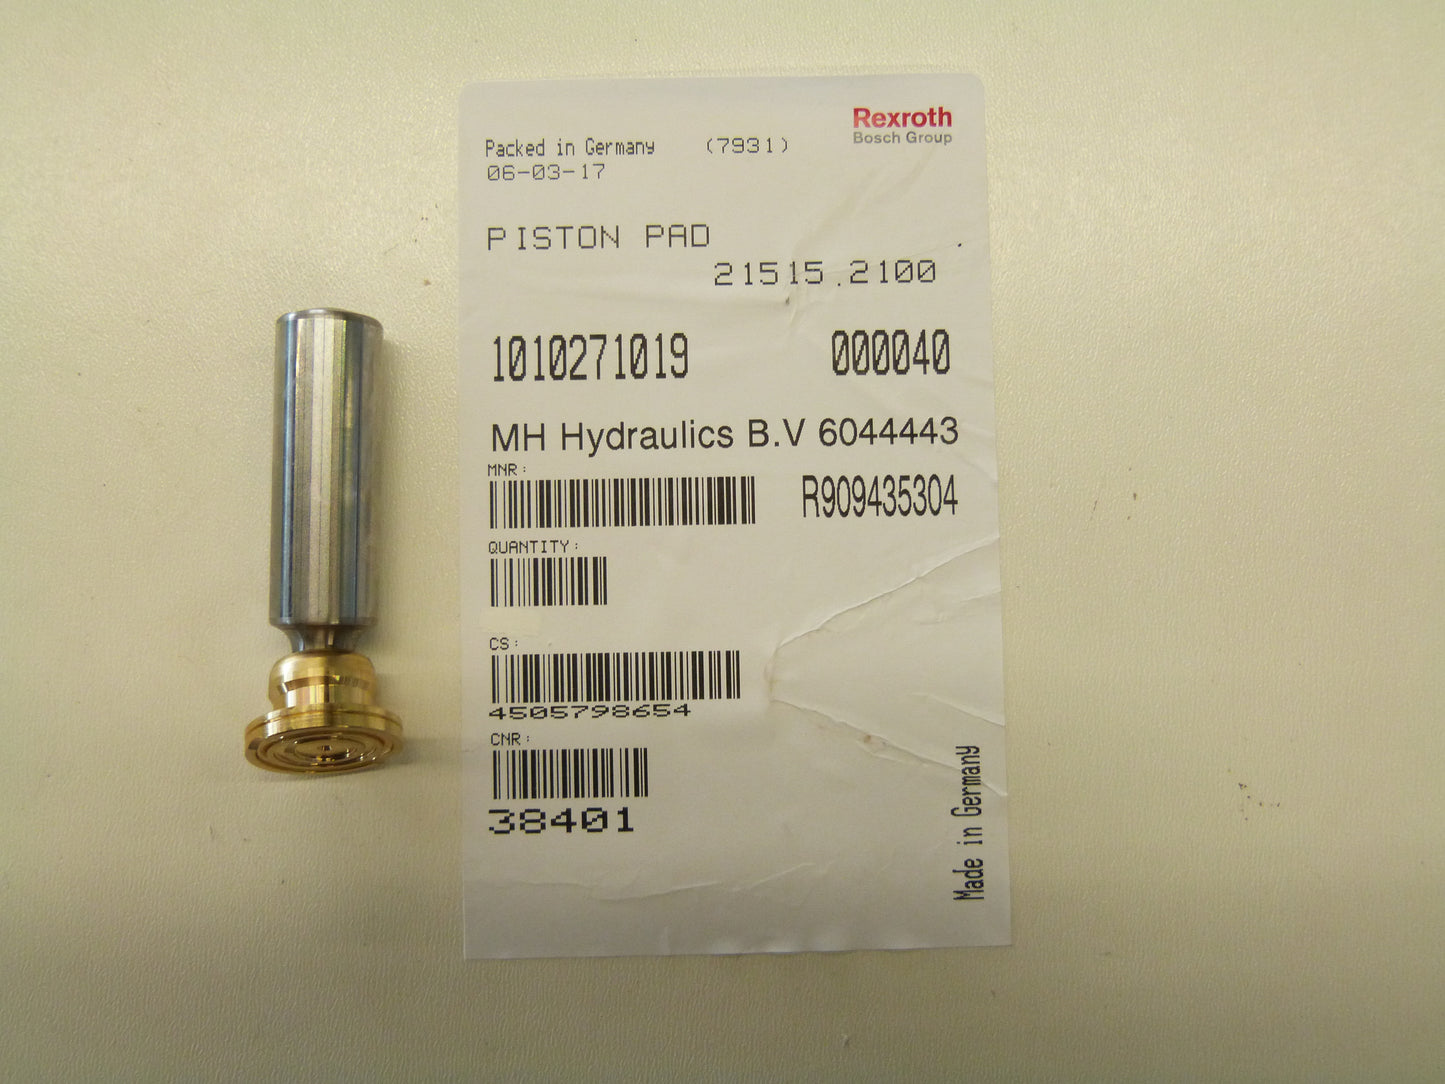 Rexroth
Bosch Group
Packed in Germany (7931)
06-03-17
PISTON PAD
21515.2100
1010271019 000040
MH Hydraulics B.V 6044443
MNR:
R909435304
QUANTITY:
CS:
4505798654
CNR:
38401
Made in Germany